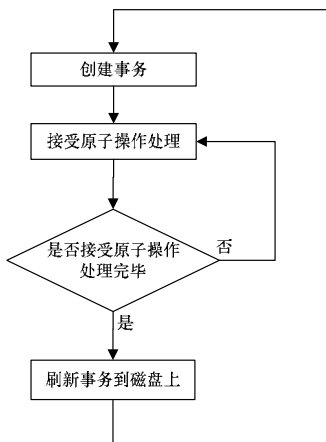 创建事务
接受原子操作处理
是否接受原子操作
处理完毕
否
是
刷新事务到磁盘上